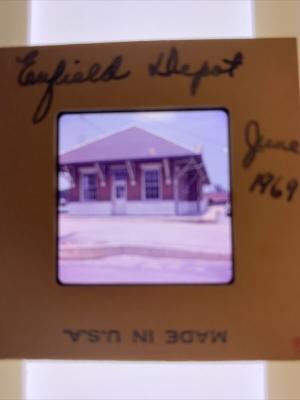 Enfield Depot
June
1969
MADE IN U.S.A.